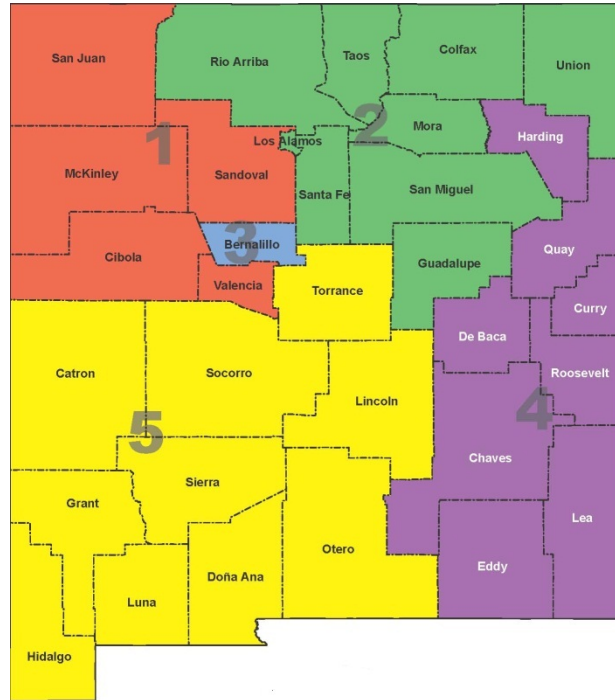 San Juan
Rio Arriba
Taos
Colfax
Union
1
2
Mora
Harding
Los Alamos
McKinley
Sandoval
Santa Fe
San Miguel
3
Bernalillo
Quay
Cibola
Guadalupe
Valencia
Torrance
Curry
De Baca
Catron
Socorro
Roosevelt
Lincoln
4
5
Chaves
Sierra
Grant
Lea
Otero
Eddy
Doña Ana
Luna
Hidalgo